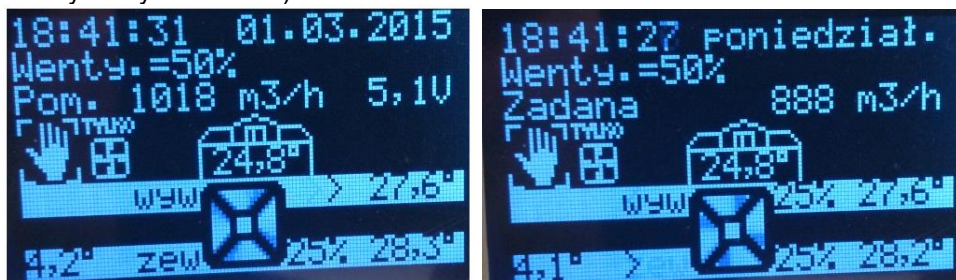 18:41:31 01.03.2015
Wenty.=50%
Pom. 1018 m3/h 5,1V
TYLKO
24,8°
wyw > 27,6°
4,2° zew 25% 28,3°
18:41:27 poniedział.
Wenty.=50%
Zadana 888 m3/h
TYLKO
24,8°
wyw 25% 27,6°
4,1° > 25% 28,2°